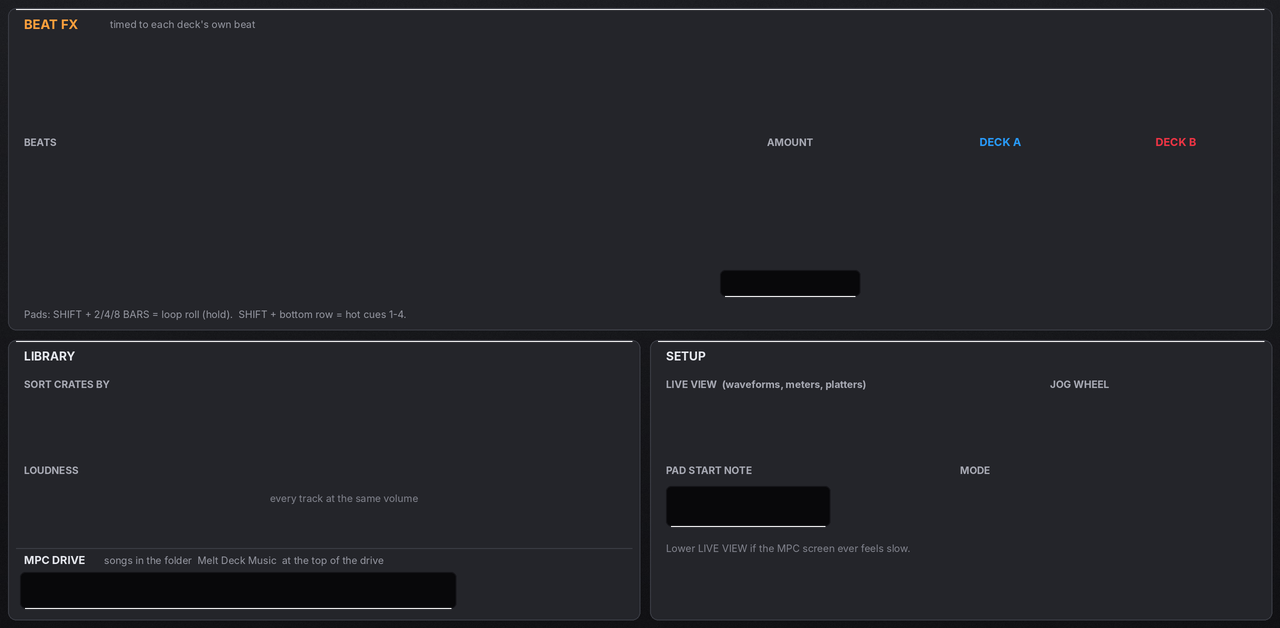 BEAT FX timed to each deck's own beat
BEATS AMOUNT DECK A DECK B
Pads: SHIFT + 2/4/8 BARS = loop roll (hold).  SHIFT + bottom row = hot cues 1-4.
LIBRARY
SORT CRATES BY
LOUDNESS
every track at the same volume
MPC DRIVE songs in the folder  Melt Deck Music  at the top of the drive
SETUP
LIVE VIEW  (waveforms, meters, platters) JOG WHEEL
PAD START NOTE MODE
Lower LIVE VIEW if the MPC screen ever feels slow.